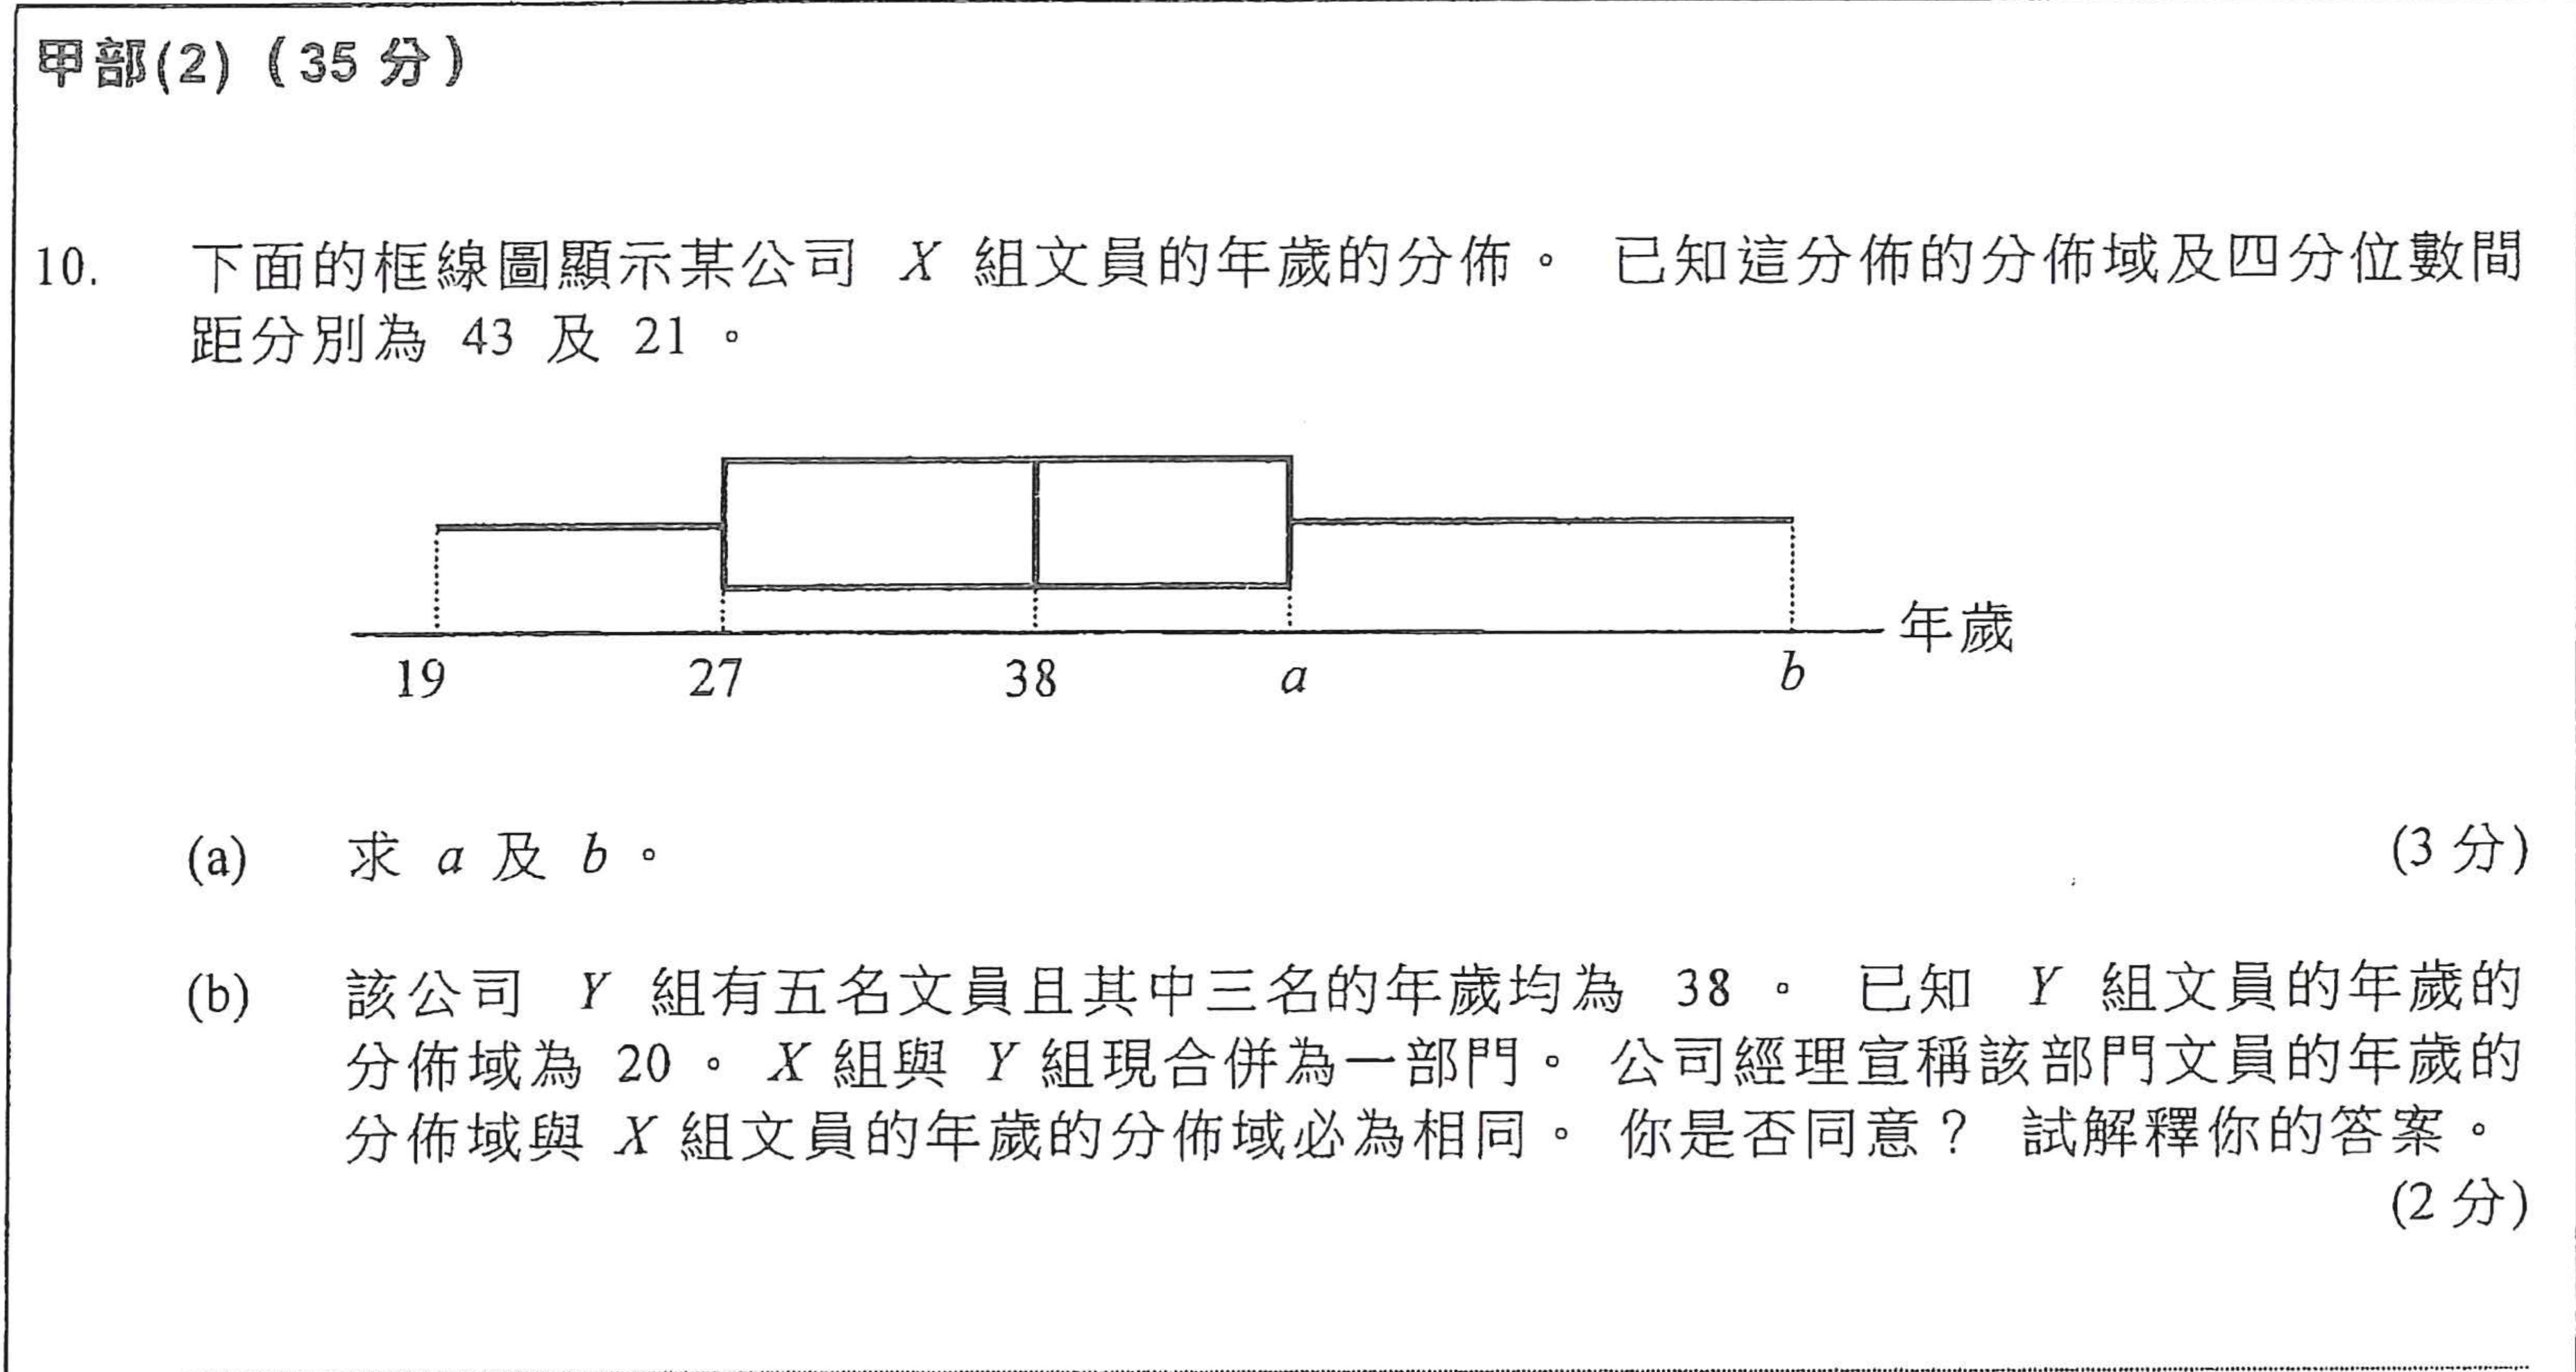 甲部(2)（35 分）
10. 下面的框線圖顯示某公司 X 組文員的年歲的分佈。 已知這分佈的分佈域及四分位數間
距分別為 43 及 21 。
年歲
19 27 38 a b
(a) 求 a 及 b 。 (3 分)
(b) 該公司 Y 組有五名文員且其中三名的年歲均為 38 。 已知 Y 組文員的年歲的
分佈域為 20 。 X 組與 Y 組現合併為一部門。 公司經理宣稱該部門文員的年歲的
分佈域與 X 組文員的年歲的分佈域必為相同。 你是否同意？ 試解釋你的答案。
(2 分)